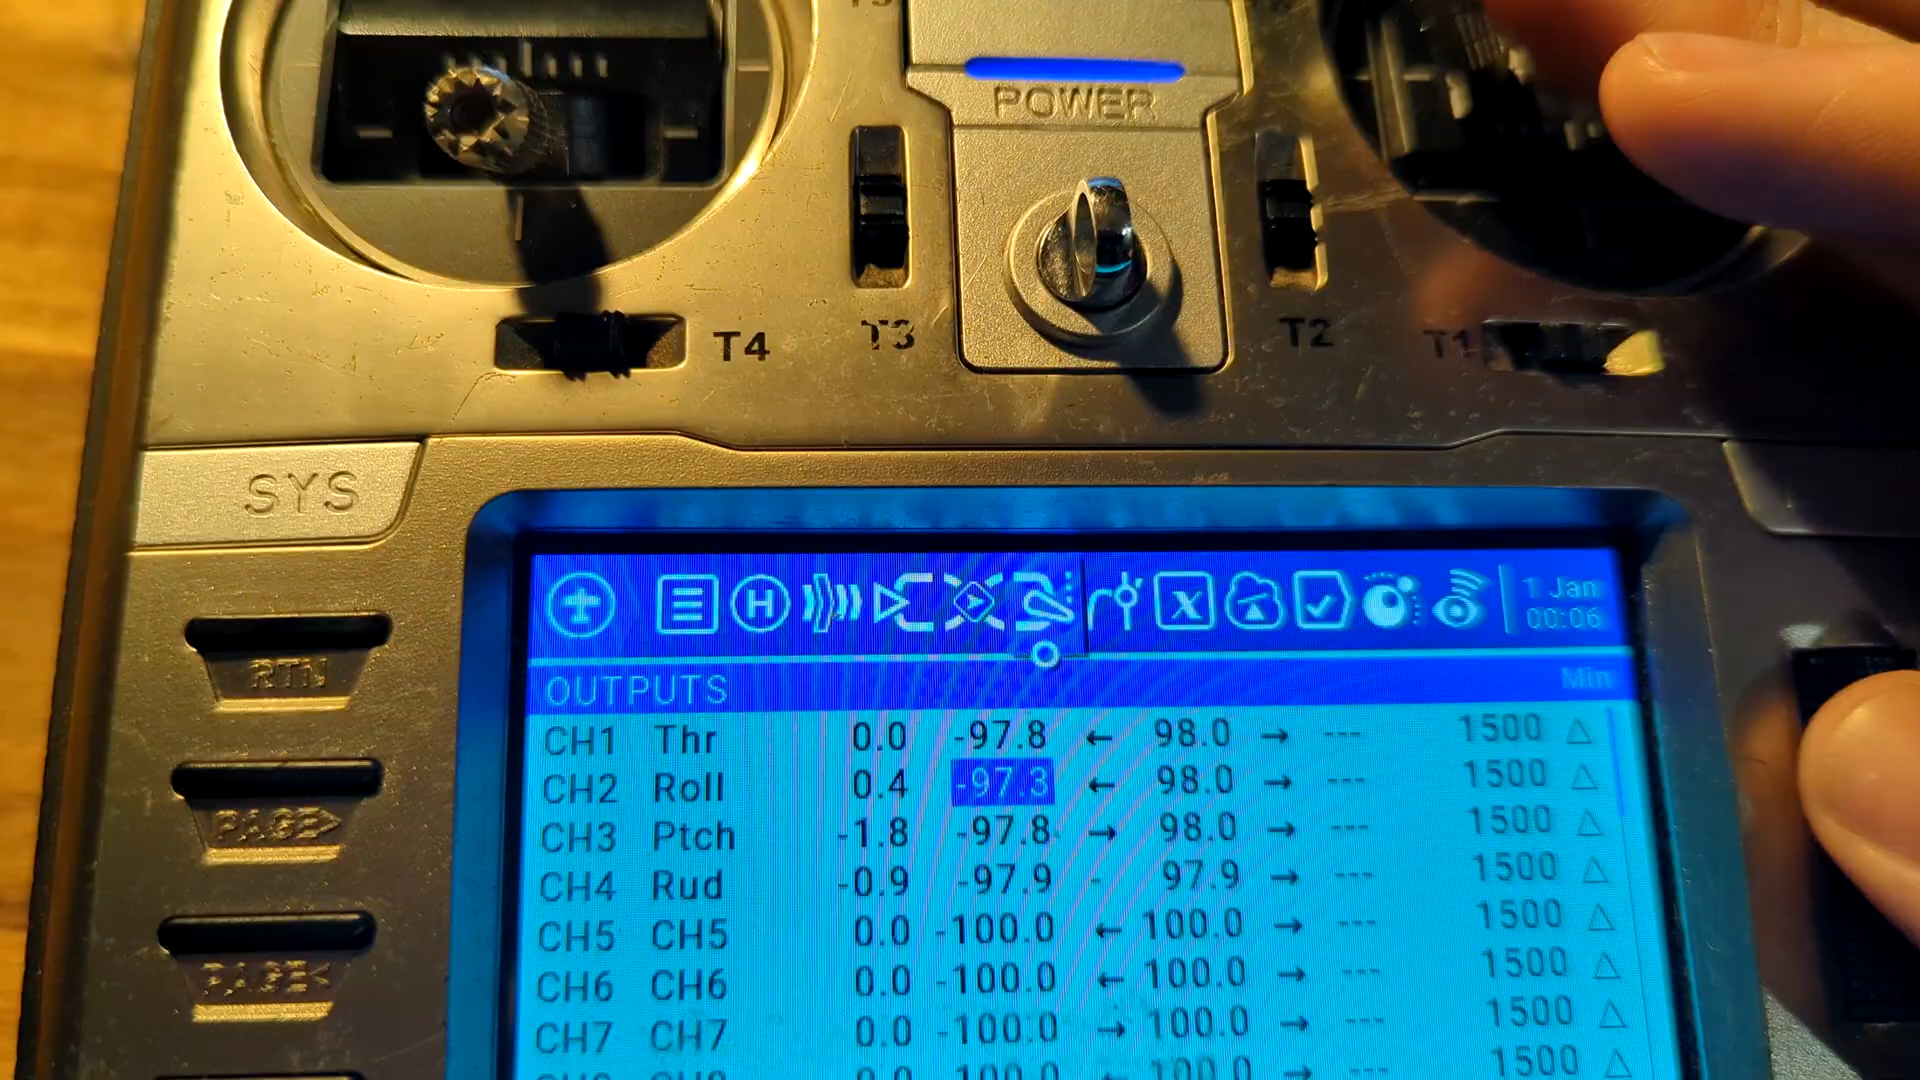 POWER
T4
T3
T2
T1
SYS
RTN
PAGE>
PAGE<
H
x
1 Jan
00:06
OUTPUTS Min
CH1 Thr 0.0 -97.8 ← 98.0 → --- 1500 △
CH2 Roll 0.4 -97.3 ← 98.0 → --- 1500 △
CH3 Ptch -1.8 -97.8 → 98.0 → --- 1500 △
CH4 Rud -0.9 -97.9 - 97.9 → --- 1500 △
CH5 CH5 0.0 -100.0 ← 100.0 → --- 1500 △
CH6 CH6 0.0 -100.0 ← 100.0 → --- 1500 △
CH7 CH7 0.0 -100.0 → 100.0 → --- 1500 △
1500 △